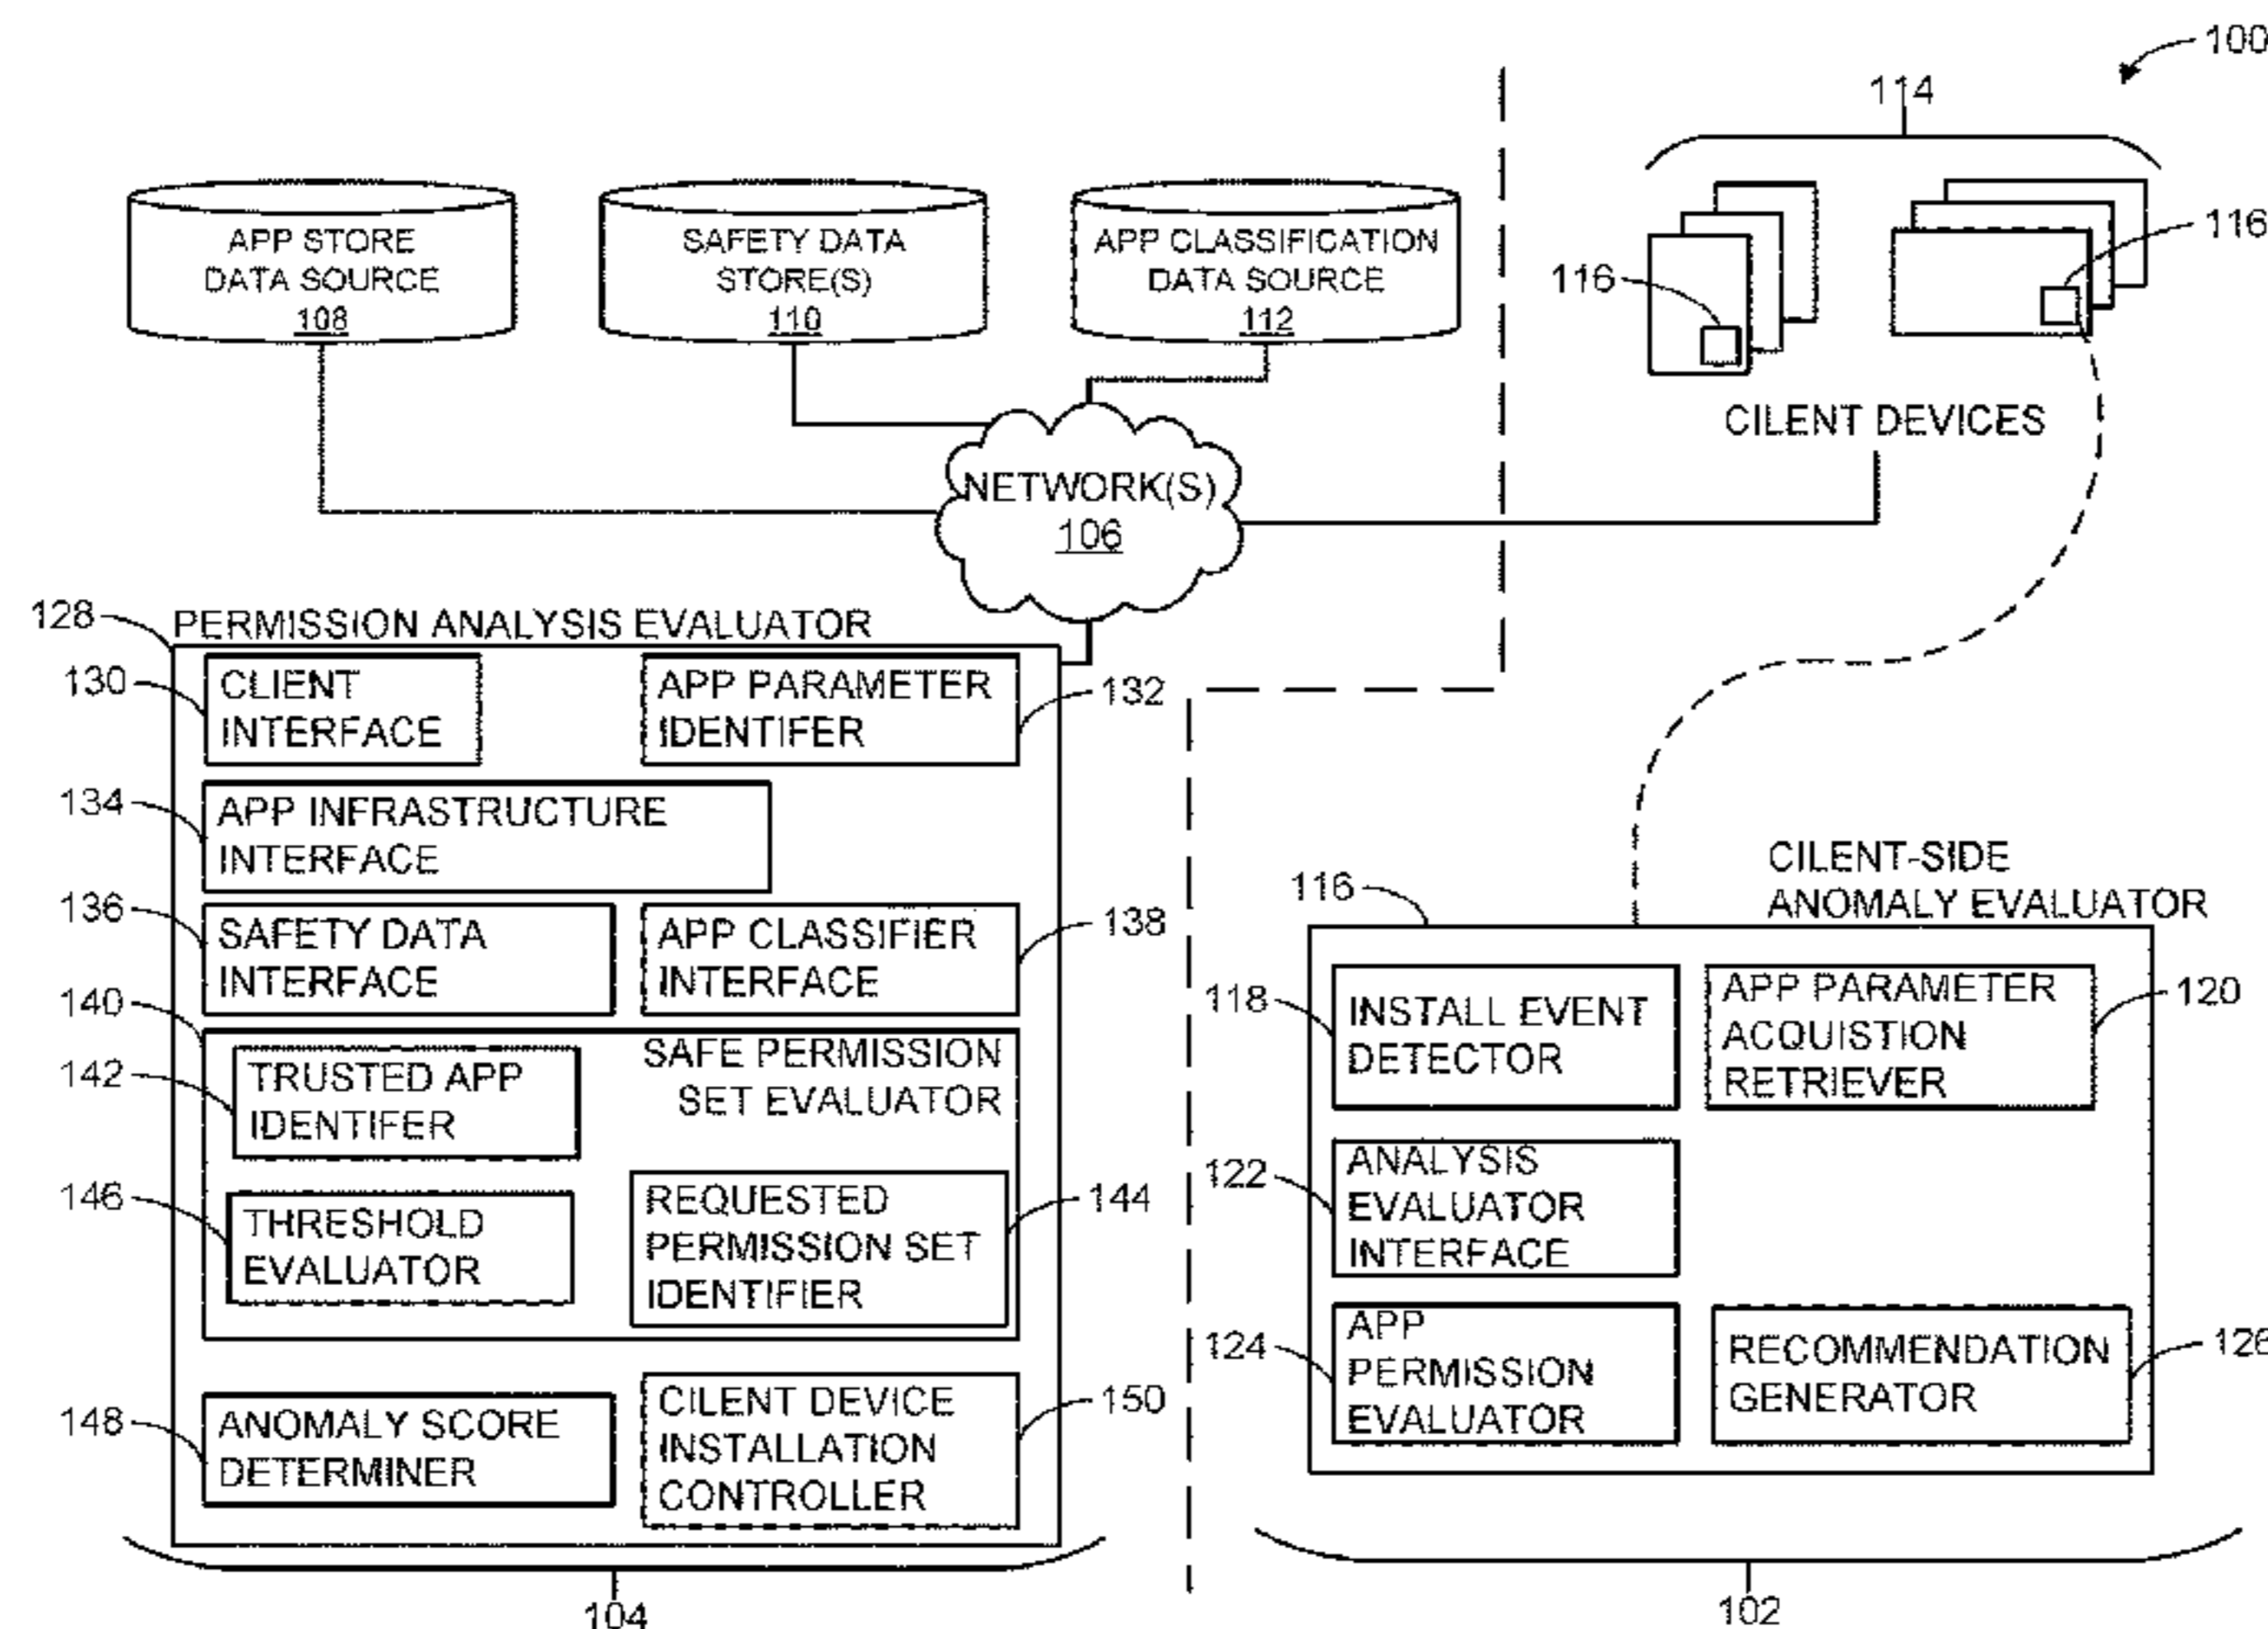 100
114
APP STORE
DATA SOURCE
108
SAFETY DATA
STORE(S)
110
APP CLASSIFICATION
DATA SOURCE
112
116
116
CILENT DEVICES
NETWORK(S)
106
128
PERMISSION ANALYSIS EVALUATOR
130
CLIENT
INTERFACE
APP PARAMETER
IDENTIFER
132
134
APP INFRASTRUCTURE
INTERFACE
136
SAFETY DATA
INTERFACE
APP CLASSIFIER
INTERFACE
138
140
SAFE PERMISSION
SET EVALUATOR
142
TRUSTED APP
IDENTIFER
146
THRESHOLD
EVALUATOR
REQUESTED
PERMISSION SET
IDENTIFIER
144
148
ANOMALY SCORE
DETERMINER
CILENT DEVICE
INSTALLATION
CONTROLLER
150
104
CILENT-SIDE
ANOMALY EVALUATOR
116
118
INSTALL EVENT
DETECTOR
APP PARAMETER
ACQUISTION
RETRIEVER
120
122
ANALYSIS
EVALUATOR
INTERFACE
124
APP
PERMISSION
EVALUATOR
RECOMMENDATION
GENERATOR
126
102